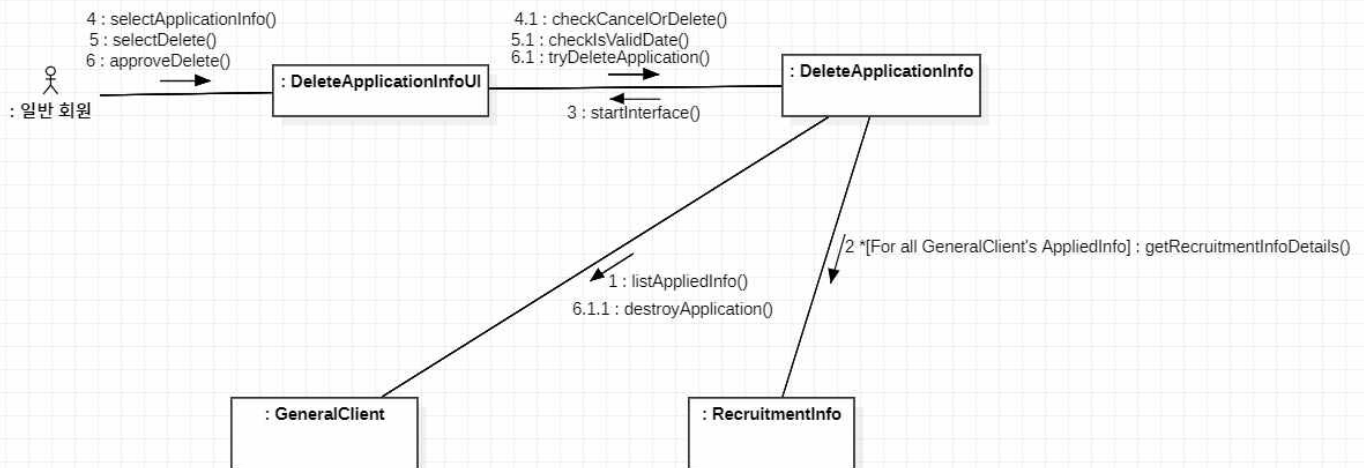 4 : selectApplicationInfo()
5 : selectDelete()
6 : approveDelete()
: 일반 회원
: DeleteApplicationInfoUI
4.1 : checkCancelOrDelete()
5.1 : checkIsValidDate()
6.1 : tryDeleteApplication()
3 : startInterface()
: DeleteApplicationInfo
2 *[For all GeneralClient's AppliedInfo] : getRecruitmentInfoDetails()
1 : listAppliedInfo()
6.1.1 : destroyApplication()
: GeneralClient
: RecruitmentInfo